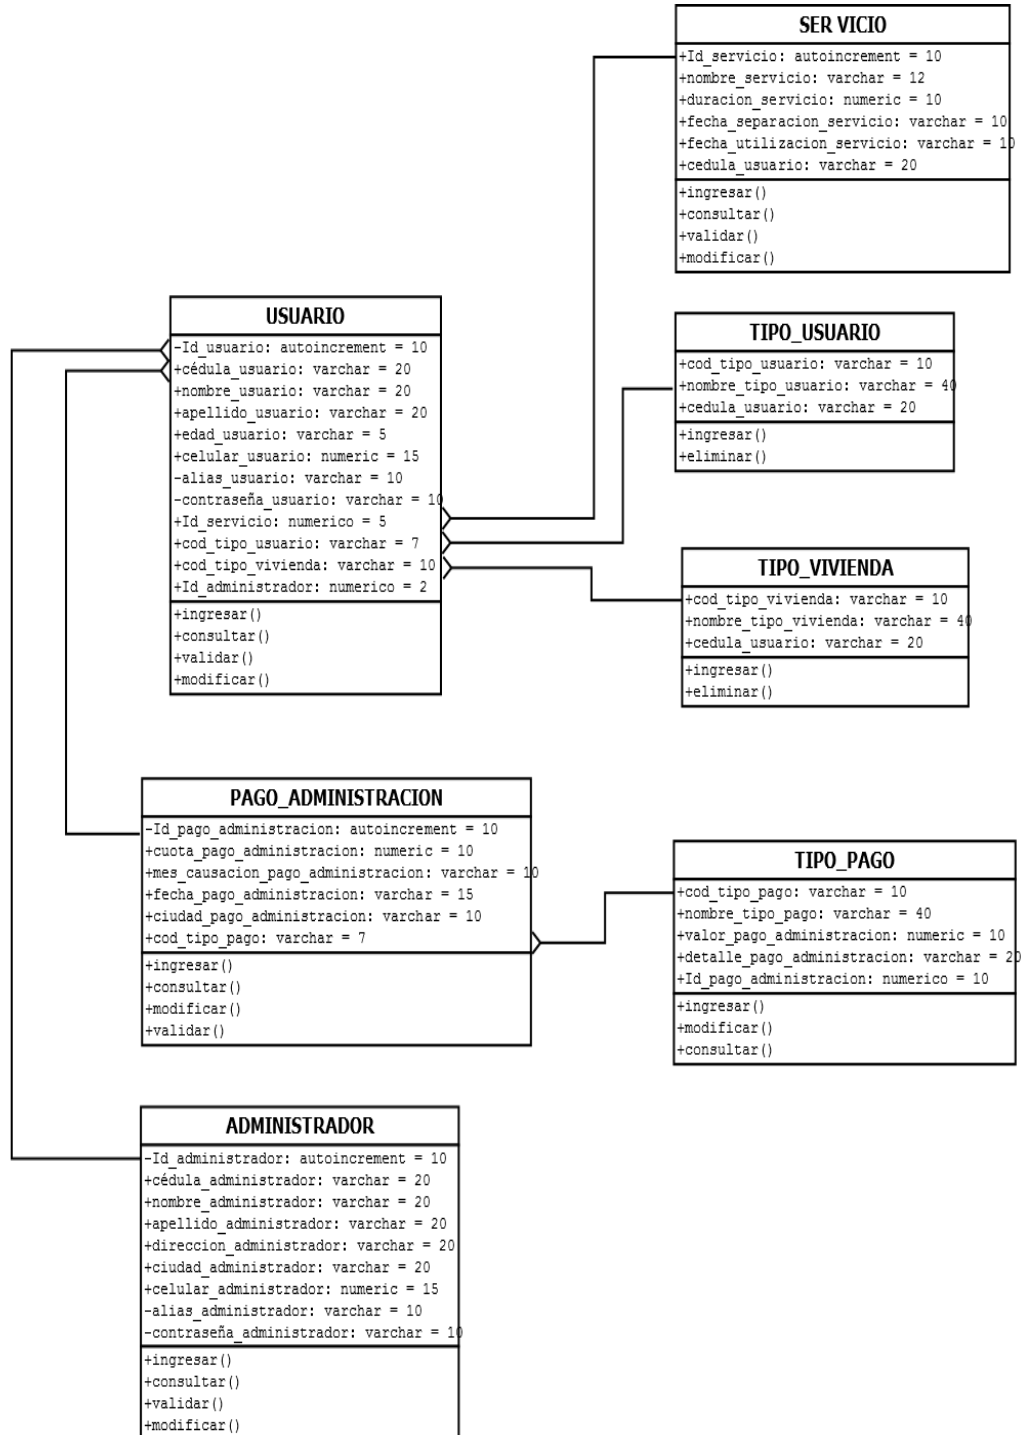 SER VICIO
+Id_servicio: autoincrement = 10
+nombre_servicio: varchar = 12
+duracion_servicio: numeric = 10
+fecha_separacion_servicio: varchar = 10
+fecha_utilizacion_servicio: varchar = 10
+cedula_usuario: varchar = 20
+ingresar()
+consultar()
+validar()
+modificar()
USUARIO
-Id_usuario: autoincrement = 10
+cédula_usuario: varchar = 20
+nombre_usuario: varchar = 20
+apellido_usuario: varchar = 20
+edad_usuario: varchar = 5
+celular_usuario: numeric = 15
-alias_usuario: varchar = 10
-contraseña_usuario: varchar = 10
+Id_servicio: numerico = 5
+cod_tipo_usuario: varchar = 7
+cod_tipo_vivienda: varchar = 10
+Id_administrador: numerico = 2
+ingresar()
+consultar()
+validar()
+modificar()
TIPO_USUARIO
+cod_tipo_usuario: varchar = 10
+nombre_tipo_usuario: varchar = 40
+cedula_usuario: varchar = 20
+ingresar()
+eliminar()
TIPO_VIVIENDA
+cod_tipo_vivienda: varchar = 10
+nombre_tipo_vivienda: varchar = 40
+cedula_usuario: varchar = 20
+ingresar()
+eliminar()
PAGO_ADMINISTRACION
-Id_pago_administracion: autoincrement = 10
+cuota_pago_administracion: numeric = 10
+mes_causacion_pago_administracion: varchar = 10
+fecha_pago_administracion: varchar = 15
+ciudad_pago_administracion: varchar = 10
+cod_tipo_pago: varchar = 7
+ingresar()
+consultar()
+modificar()
+validar()
TIPO_PAGO
+cod_tipo_pago: varchar = 10
+nombre_tipo_pago: varchar = 40
+valor_pago_administracion: numeric = 10
+detalle_pago_administracion: varchar = 20
+Id_pago_administracion: numerico = 10
+ingresar()
+modificar()
+consultar()
ADMINISTRADOR
-Id_administrador: autoincrement = 10
+cédula_administrador: varchar = 20
+nombre_administrador: varchar = 20
+apellido_administrador: varchar = 20
+direccion_administrador: varchar = 20
+ciudad_administrador: varchar = 20
+celular_administrador: numeric = 15
-alias_administrador: varchar = 10
-contraseña_administrador: varchar = 10
+ingresar()
+consultar()
+validar()
+modificar()